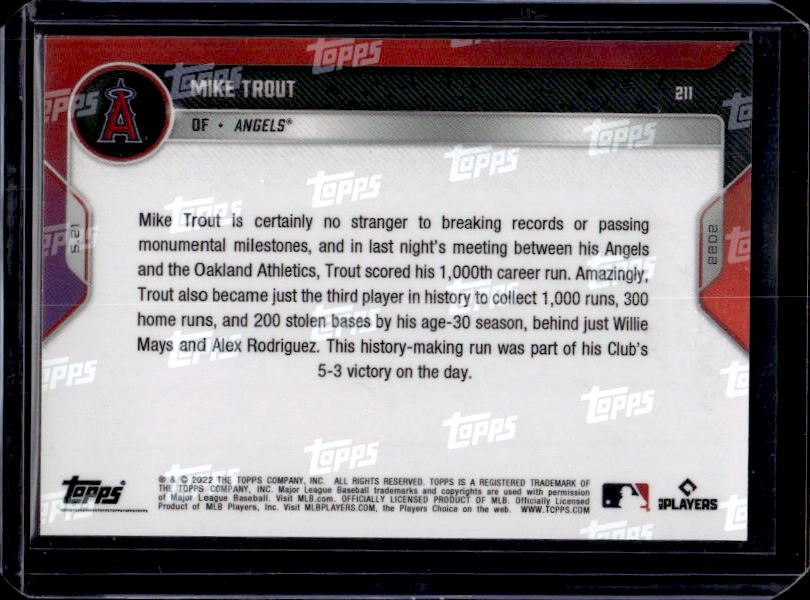 TOPPS
MIKE TROUT
211
OF • ANGELS®
5.21
2022
Mike Trout is certainly no stranger to breaking records or passing
monumental milestones, and in last night's meeting between his Angels
and the Oakland Athletics, Trout scored his 1,000th career run. Amazingly,
Trout also became just the third player in history to collect 1,000 runs, 300
home runs, and 200 stolen bases by his age-30 season, behind just Willie
Mays and Alex Rodriguez. This history-making run was part of his Club's
5-3 victory on the day.
TOPPS®
® & © 2022 THE TOPPS COMPANY, INC. ALL RIGHTS RESERVED. TOPPS IS A REGISTERED TRADEMARK OF
THE TOPPS COMPANY, INC. Major League Baseball trademarks and copyrights are used with permission
of Major League Baseball. Visit MLB.com. OFFICIALLY LICENSED PRODUCT OF MLB. Officially Licensed
Product of MLB Players, Inc. Visit MLBPLAYERS.COM, the Players Choice on the web. WWW.TOPPS.COM
MLB PLAYERS